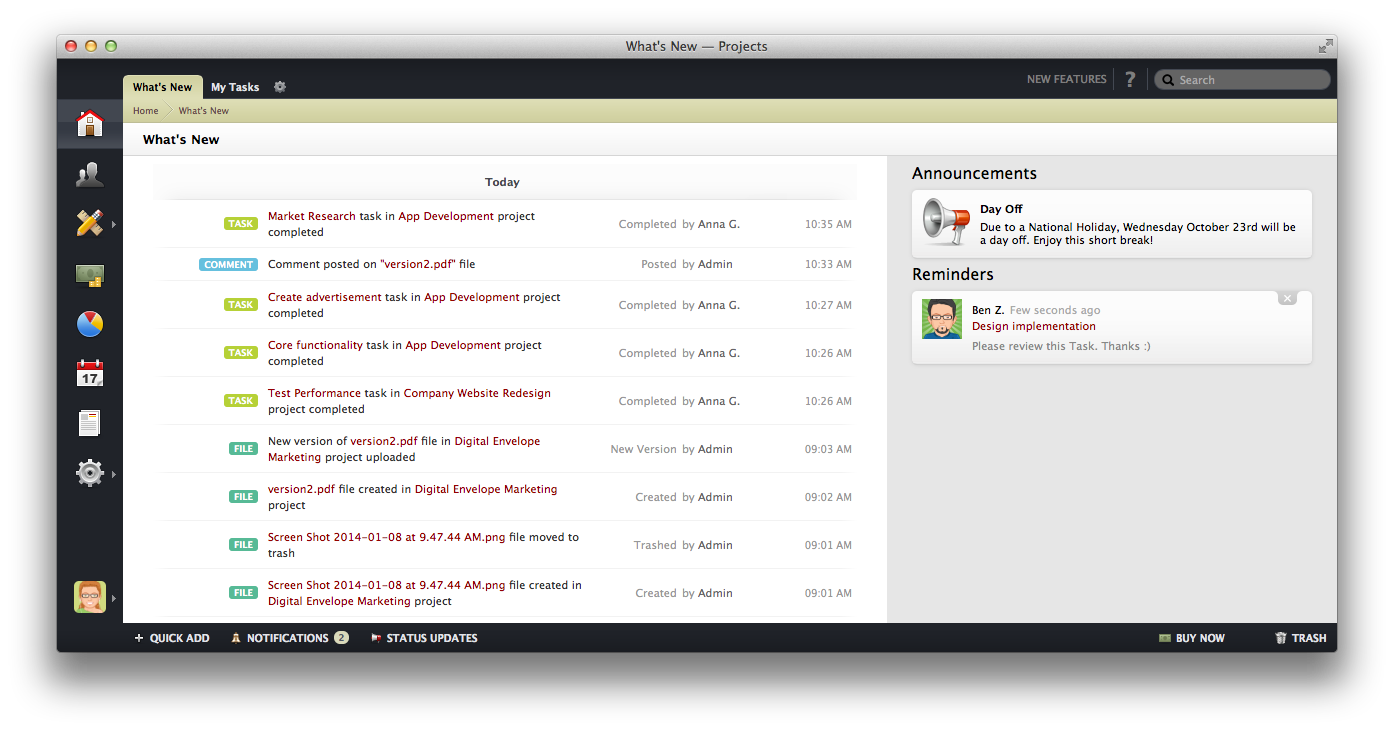 What's New — Projects
What's New
My Tasks
NEW FEATURES
?
Search
Home
What's New
What's New
17
Today
TASK
Market Research task in App Development project
completed
Completed by Anna G.
10:35 AM
COMMENT
Comment posted on "version2.pdf" file
Posted by Admin
10:33 AM
TASK
Create advertisement task in App Development project
completed
Completed by Anna G.
10:27 AM
TASK
Core functionality task in App Development project
completed
Completed by Anna G.
10:26 AM
TASK
Test Performance task in Company Website Redesign
project completed
Completed by Anna G.
10:26 AM
FILE
New version of version2.pdf file in Digital Envelope
Marketing project uploaded
New Version by Admin
09:03 AM
FILE
version2.pdf file created in Digital Envelope Marketing
project
Created by Admin
09:02 AM
FILE
Screen Shot 2014-01-08 at 9.47.44 AM.png file moved to
trash
Trashed by Admin
09:01 AM
FILE
Screen Shot 2014-01-08 at 9.47.44 AM.png file created in
Digital Envelope Marketing project
Created by Admin
09:01 AM
Announcements
Day Off
Due to a National Holiday, Wednesday October 23rd will be
a day off. Enjoy this short break!
Reminders
Ben Z. Few seconds ago
Design implementation
Please review this Task. Thanks :)
+ QUICK ADD
NOTIFICATIONS 2
STATUS UPDATES
BUY NOW
TRASH